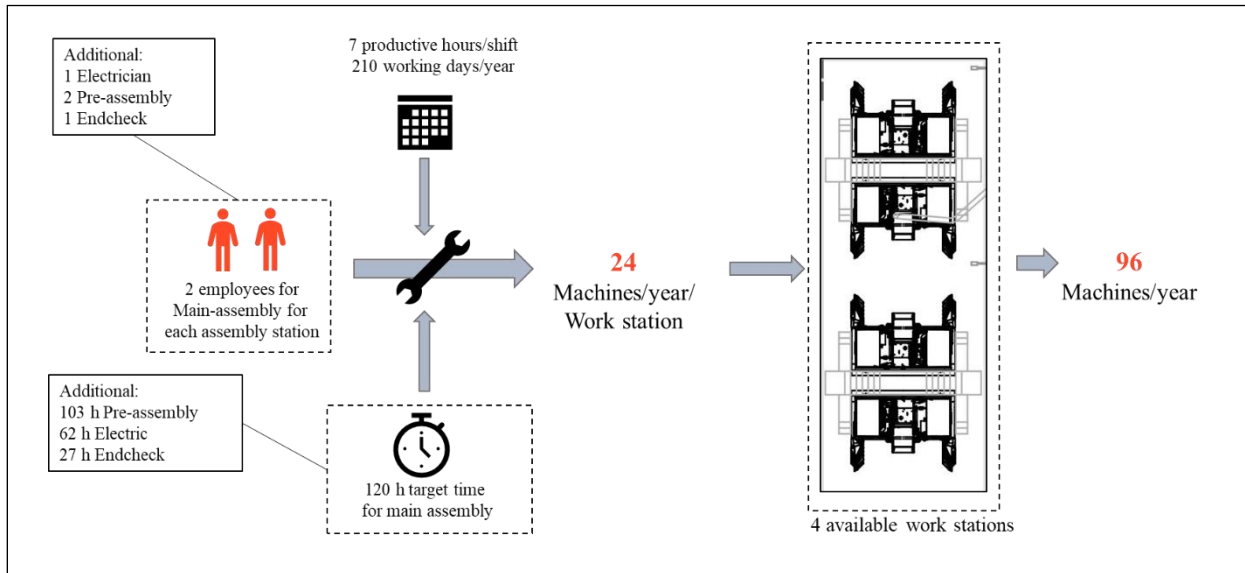 Additional:
1 Electrician
2 Pre-assembly
1 Endcheck
7 productive hours/shift
210 working days/year
2 employees for
Main-assembly for
each assembly station
Additional:
103 h Pre-assembly
62 h Electric
27 h Endcheck
120 h target time
for main assembly
24
Machines/year/
Work station
4 available work stations
96
Machines/year